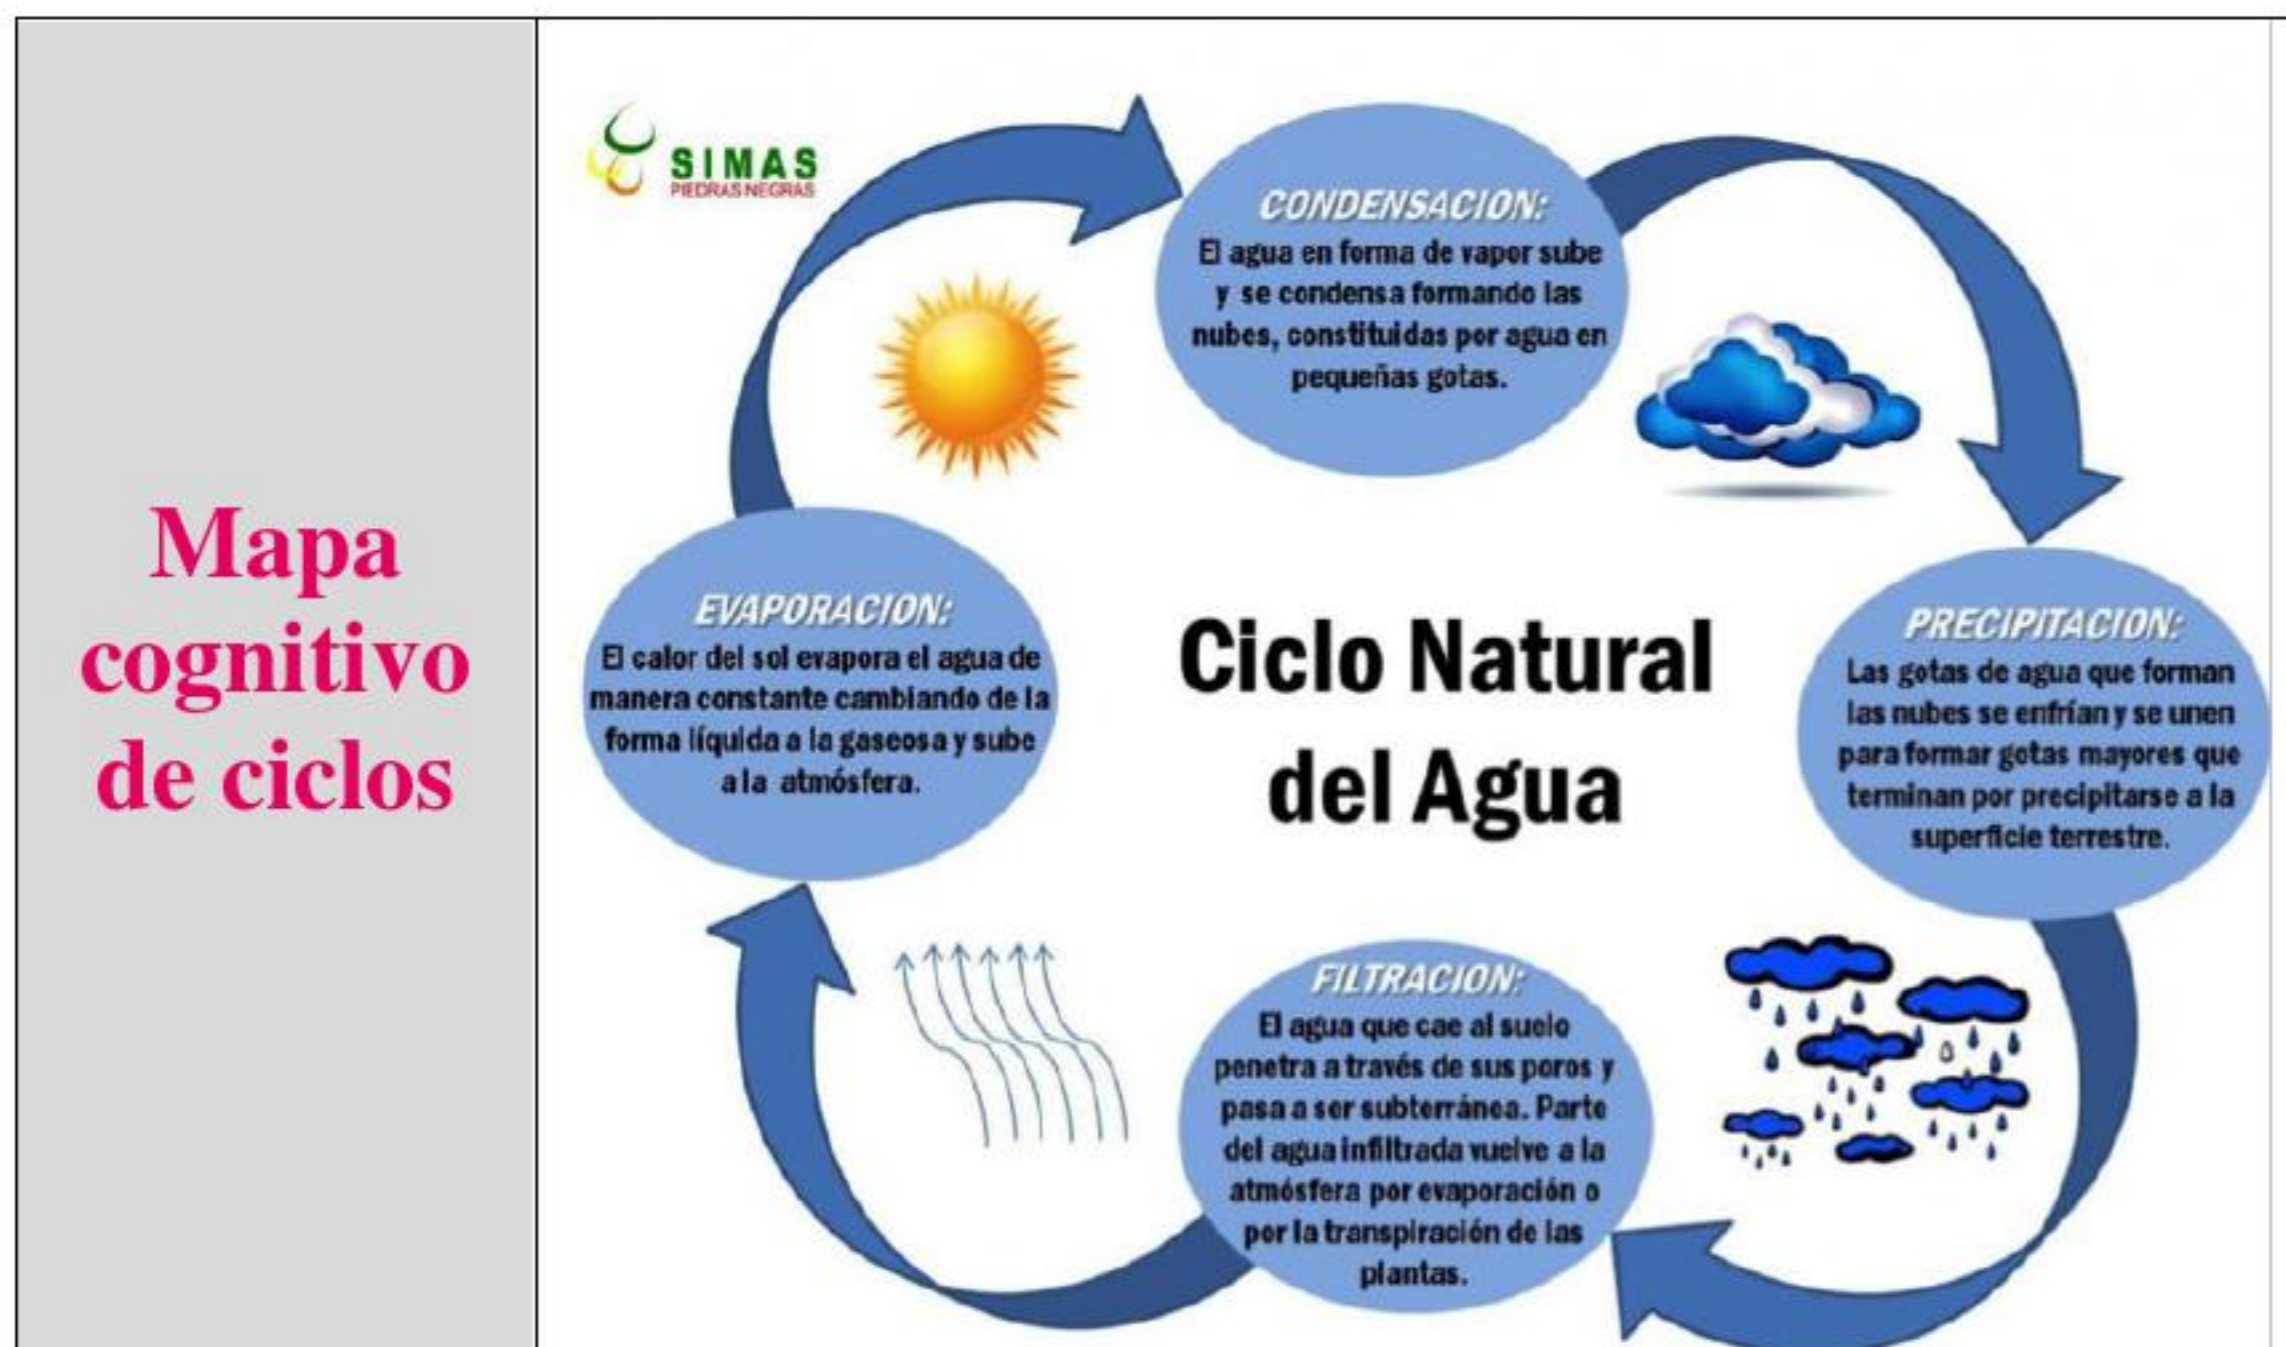 Mapa
cognitivo
de ciclos
SIMAS
PIEDRAS NEGRAS
CONDENSACION:
El agua en forma de vapor sube
y se condensa formando las
nubes, constituidas por agua en
pequeñas gotas.
EVAPORACION:
El calor del sol evapora el agua de
manera constante cambiando de la
forma líquida a la gaseosa y sube
a la atmósfera.
Ciclo Natural
del Agua
PRECIPITACION:
Las gotas de agua que forman
las nubes se enfrían y se unen
para formar gotas mayores que
terminan por precipitarse a la
superficie terrestre.
FILTRACION:
El agua que cae al suelo
penetra a través de sus poros y
pasa a ser subterránea. Parte
del agua infiltrada vuelve a la
atmósfera por evaporación o
por la transpiración de las
plantas.